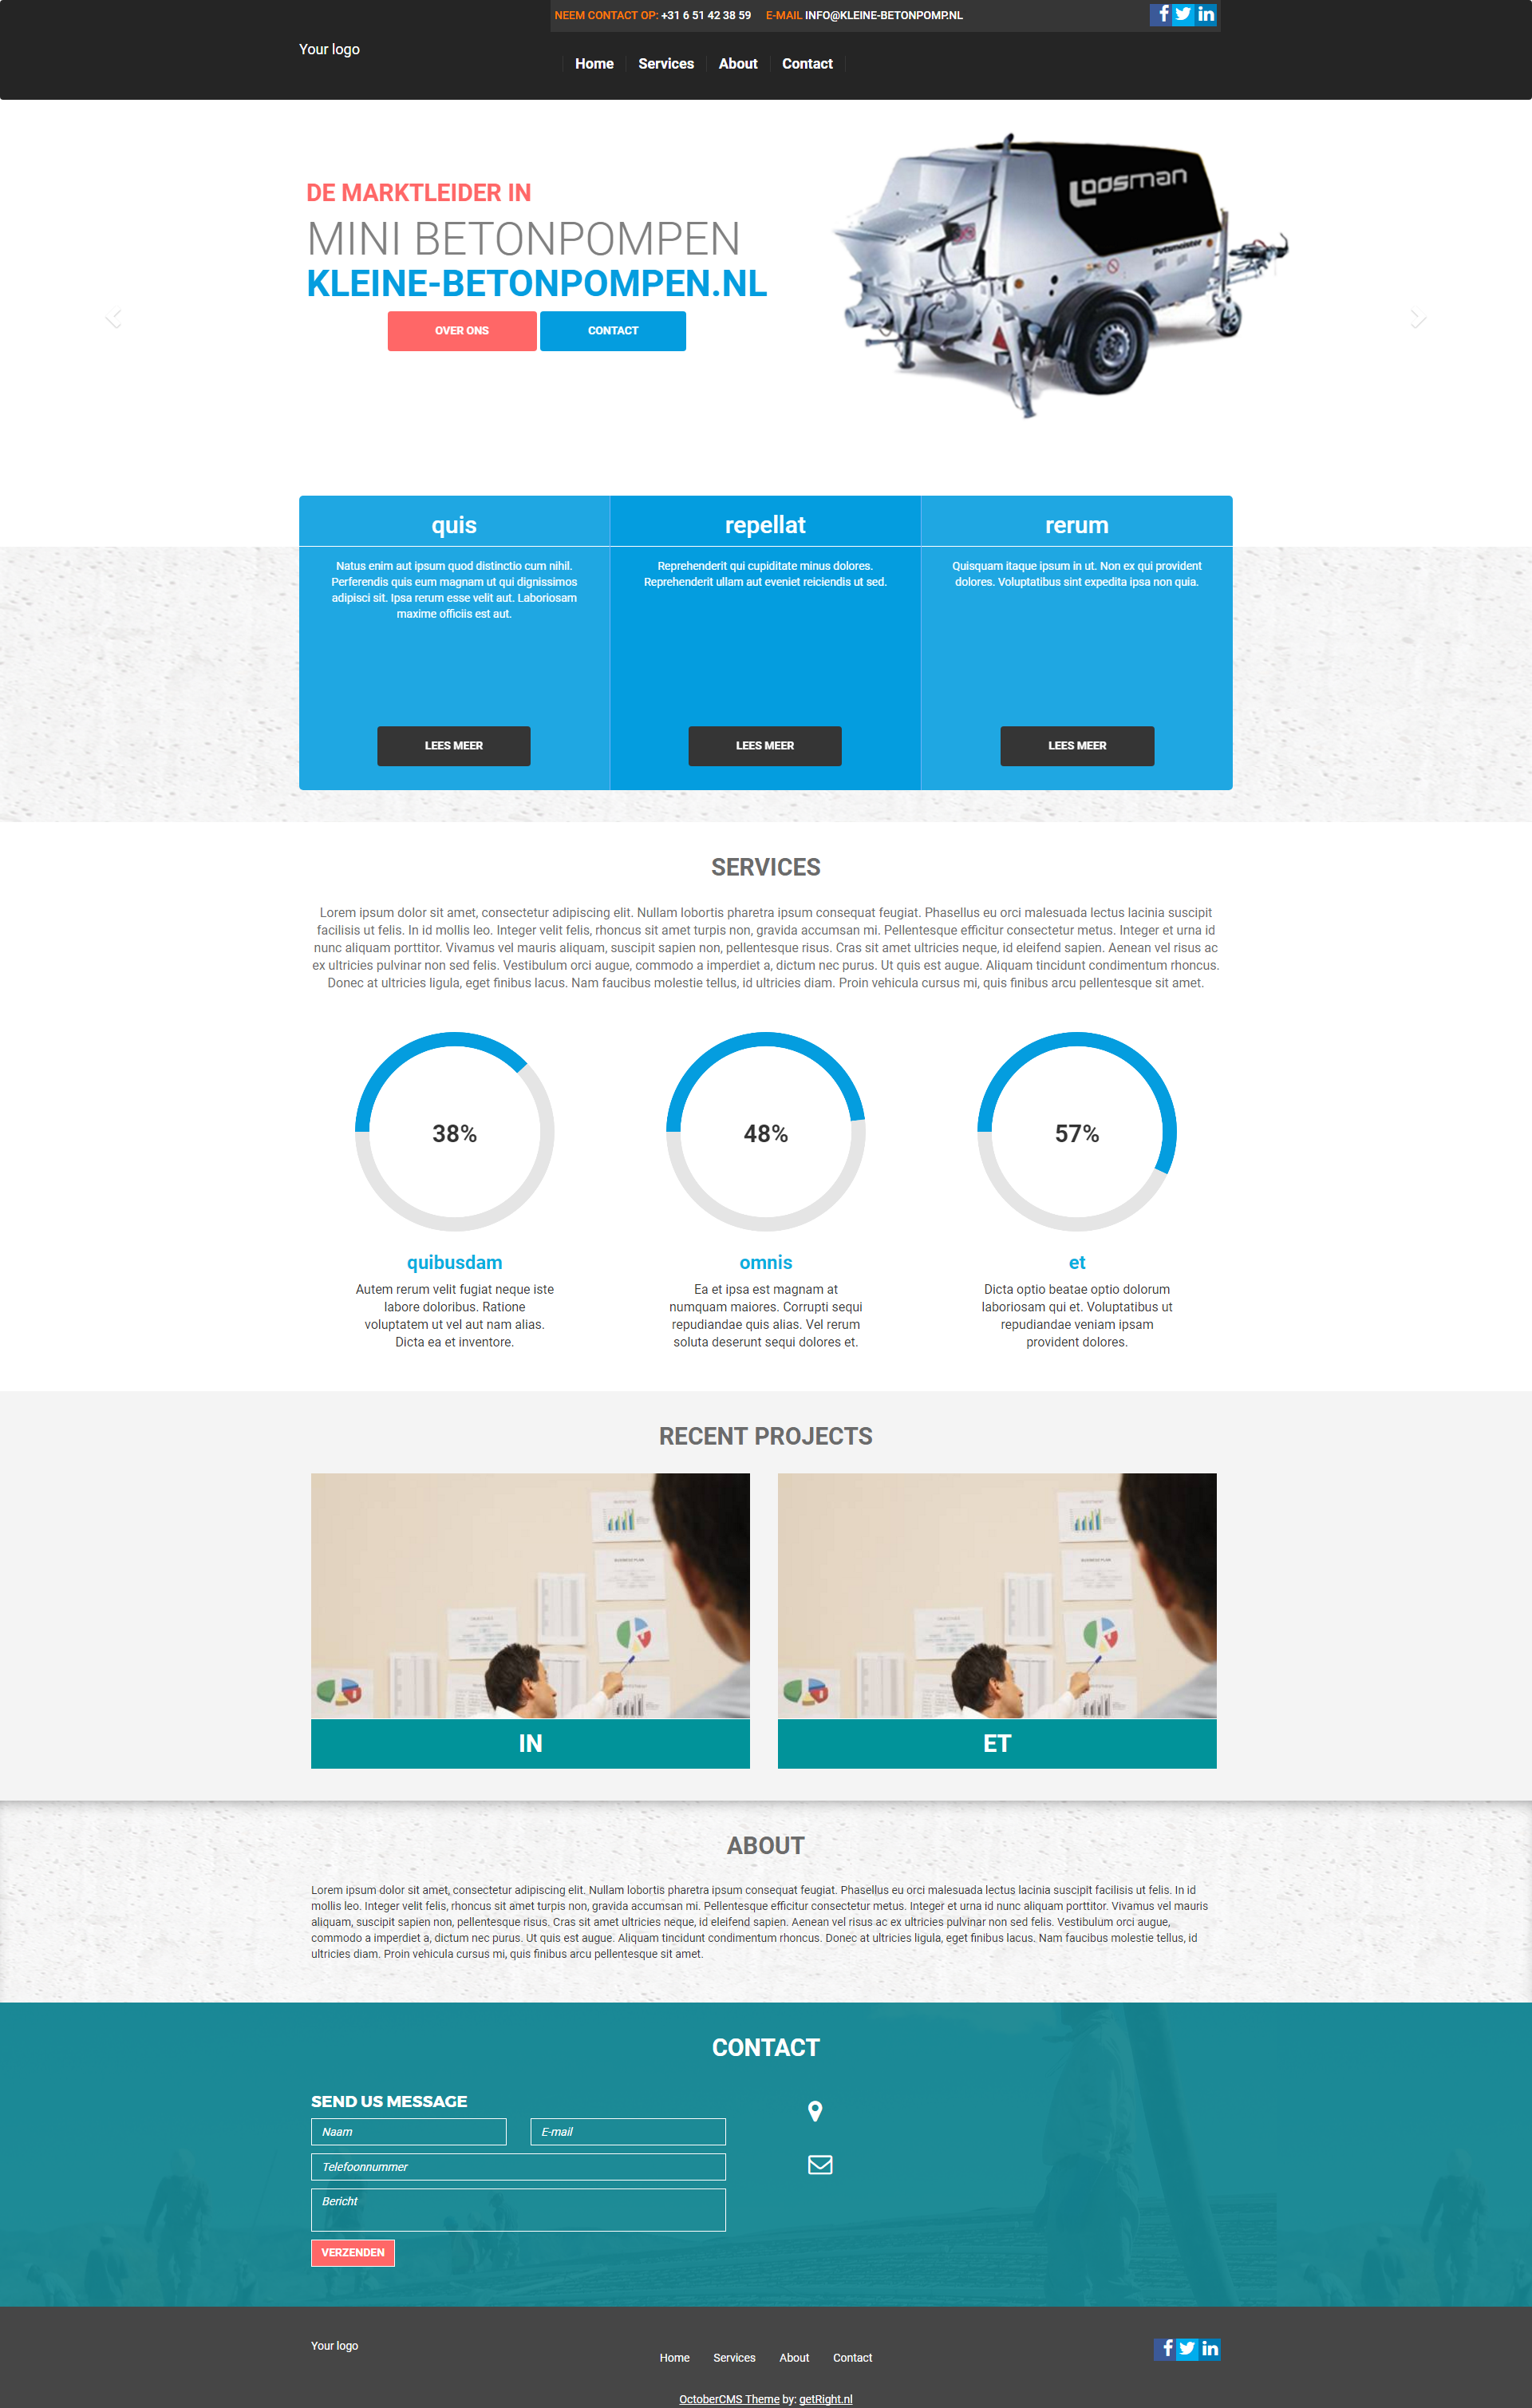 NEEM CONTACT OP: +31 6 51 42 38 59 E-MAIL INFO@KLEINE-BETONPOMP.NL
Your logo
Home Services About Contact
DE MARKTLEIDER IN
MINI BETONPOMPEN
KLEINE-BETONPOMPEN.NL
OVER ONS CONTACT
Loosman
Putzmeister
quis
Natus enim aut ipsum quod distinctio cum nihil.
Perferendis quis eum magnam ut qui dignissimos
adipisci sit. Ipsa rerum esse velit aut. Laboriosam
maxime officiis est aut.
LEES MEER
repellat
Reprehenderit qui cupiditate minus dolores.
Reprehenderit ullam aut eveniet reiciendis ut sed.
LEES MEER
rerum
Quisquam itaque ipsum in ut. Non ex qui provident
dolores. Voluptatibus sint expedita ipsa non quia.
LEES MEER
SERVICES
Lorem ipsum dolor sit amet, consectetur adipiscing elit. Nullam lobortis pharetra ipsum consequat feugiat. Phasellus eu orci malesuada lectus lacinia suscipit
facilisis ut felis. In id mollis leo. Integer velit felis, rhoncus sit amet turpis non, gravida accumsan mi. Pellentesque efficitur consectetur metus. Integer et urna id
nunc aliquam porttitor. Vivamus vel mauris aliquam, suscipit sapien non, pellentesque risus. Cras sit amet ultricies neque, id eleifend sapien. Aenean vel risus ac
ex ultricies pulvinar non sed felis. Vestibulum orci augue, commodo a imperdiet a, dictum nec purus. Ut quis est augue. Aliquam tincidunt condimentum rhoncus.
Donec at ultricies ligula, eget finibus lacus. Nam faucibus molestie tellus, id ultricies diam. Proin vehicula cursus mi, quis finibus arcu pellentesque sit amet.
38%
quibusdam
Autem rerum velit fugiat neque iste
labore doloribus. Ratione
voluptatem ut vel aut nam alias.
Dicta ea et inventore.
48%
omnis
Ea et ipsa est magnam at
numquam maiores. Corrupti sequi
repudiandae quis alias. Vel rerum
soluta deserunt sequi dolores et.
57%
et
Dicta optio beatae optio dolorum
laboriosam qui et. Voluptatibus ut
repudiandae veniam ipsam
provident dolores.
RECENT PROJECTS
BUSINESS PLAN
IN
BUSINESS PLAN
ET
ABOUT
Lorem ipsum dolor sit amet, consectetur adipiscing elit. Nullam lobortis pharetra ipsum consequat feugiat. Phasellus eu orci malesuada lectus lacinia suscipit facilisis ut felis. In id
mollis leo. Integer velit felis, rhoncus sit amet turpis non, gravida accumsan mi. Pellentesque efficitur consectetur metus. Integer et urna id nunc aliquam porttitor. Vivamus vel mauris
aliquam, suscipit sapien non, pellentesque risus. Cras sit amet ultricies neque, id eleifend sapien. Aenean vel risus ac ex ultricies pulvinar non sed felis. Vestibulum orci augue,
commodo a imperdiet a, dictum nec purus. Ut quis est augue. Aliquam tincidunt condimentum rhoncus. Donec at ultricies ligula, eget finibus lacus. Nam faucibus molestie tellus, id
ultricies diam. Proin vehicula cursus mi, quis finibus arcu pellentesque sit amet.
CONTACT
SEND US MESSAGE
Naam E-mail
Telefoonnummer
Bericht
VERZENDEN
Your logo
Home Services About Contact
OctoberCMS Theme by: getRight.nl